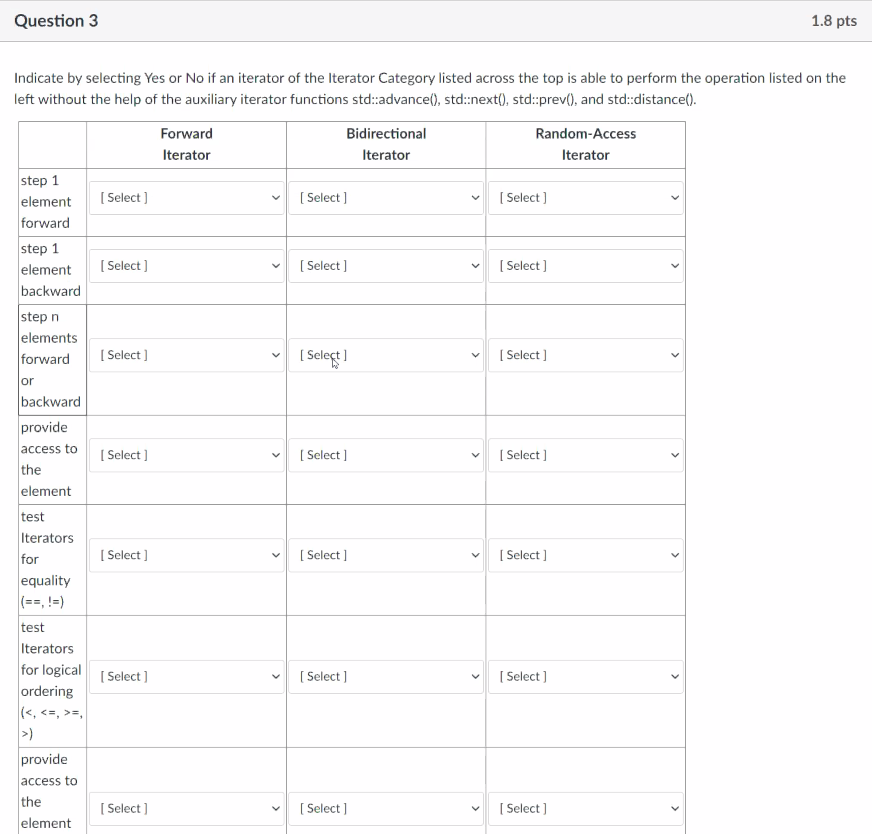 Question 3
1.8 pts
Indicate by selecting Yes or No if an iterator of the Iterator Category listed across the top is able to perform the operation listed on the
left without the help of the auxiliary iterator functions std::advance(), std::next(), std::prev(), and std::distance().
Forward
Iterator
Bidirectional
Iterator
Random-Access
Iterator
step 1
element
forward
[ Select ]
[ Select ]
[ Select ]
step 1
element
backward
[ Select ]
[ Select ]
[ Select ]
step n
elements
forward
or
backward
[ Select ]
[ Select ]
[ Select ]
provide
access to
the
element
[ Select ]
[ Select ]
[ Select ]
test
Iterators
for
equality
(==, !=)
[ Select ]
[ Select ]
[ Select ]
test
Iterators
for logical
ordering
(<, <=, >=,
>)
[ Select ]
[ Select ]
[ Select ]
provide
access to
the
element
[ Select ]
[ Select ]
[ Select ]